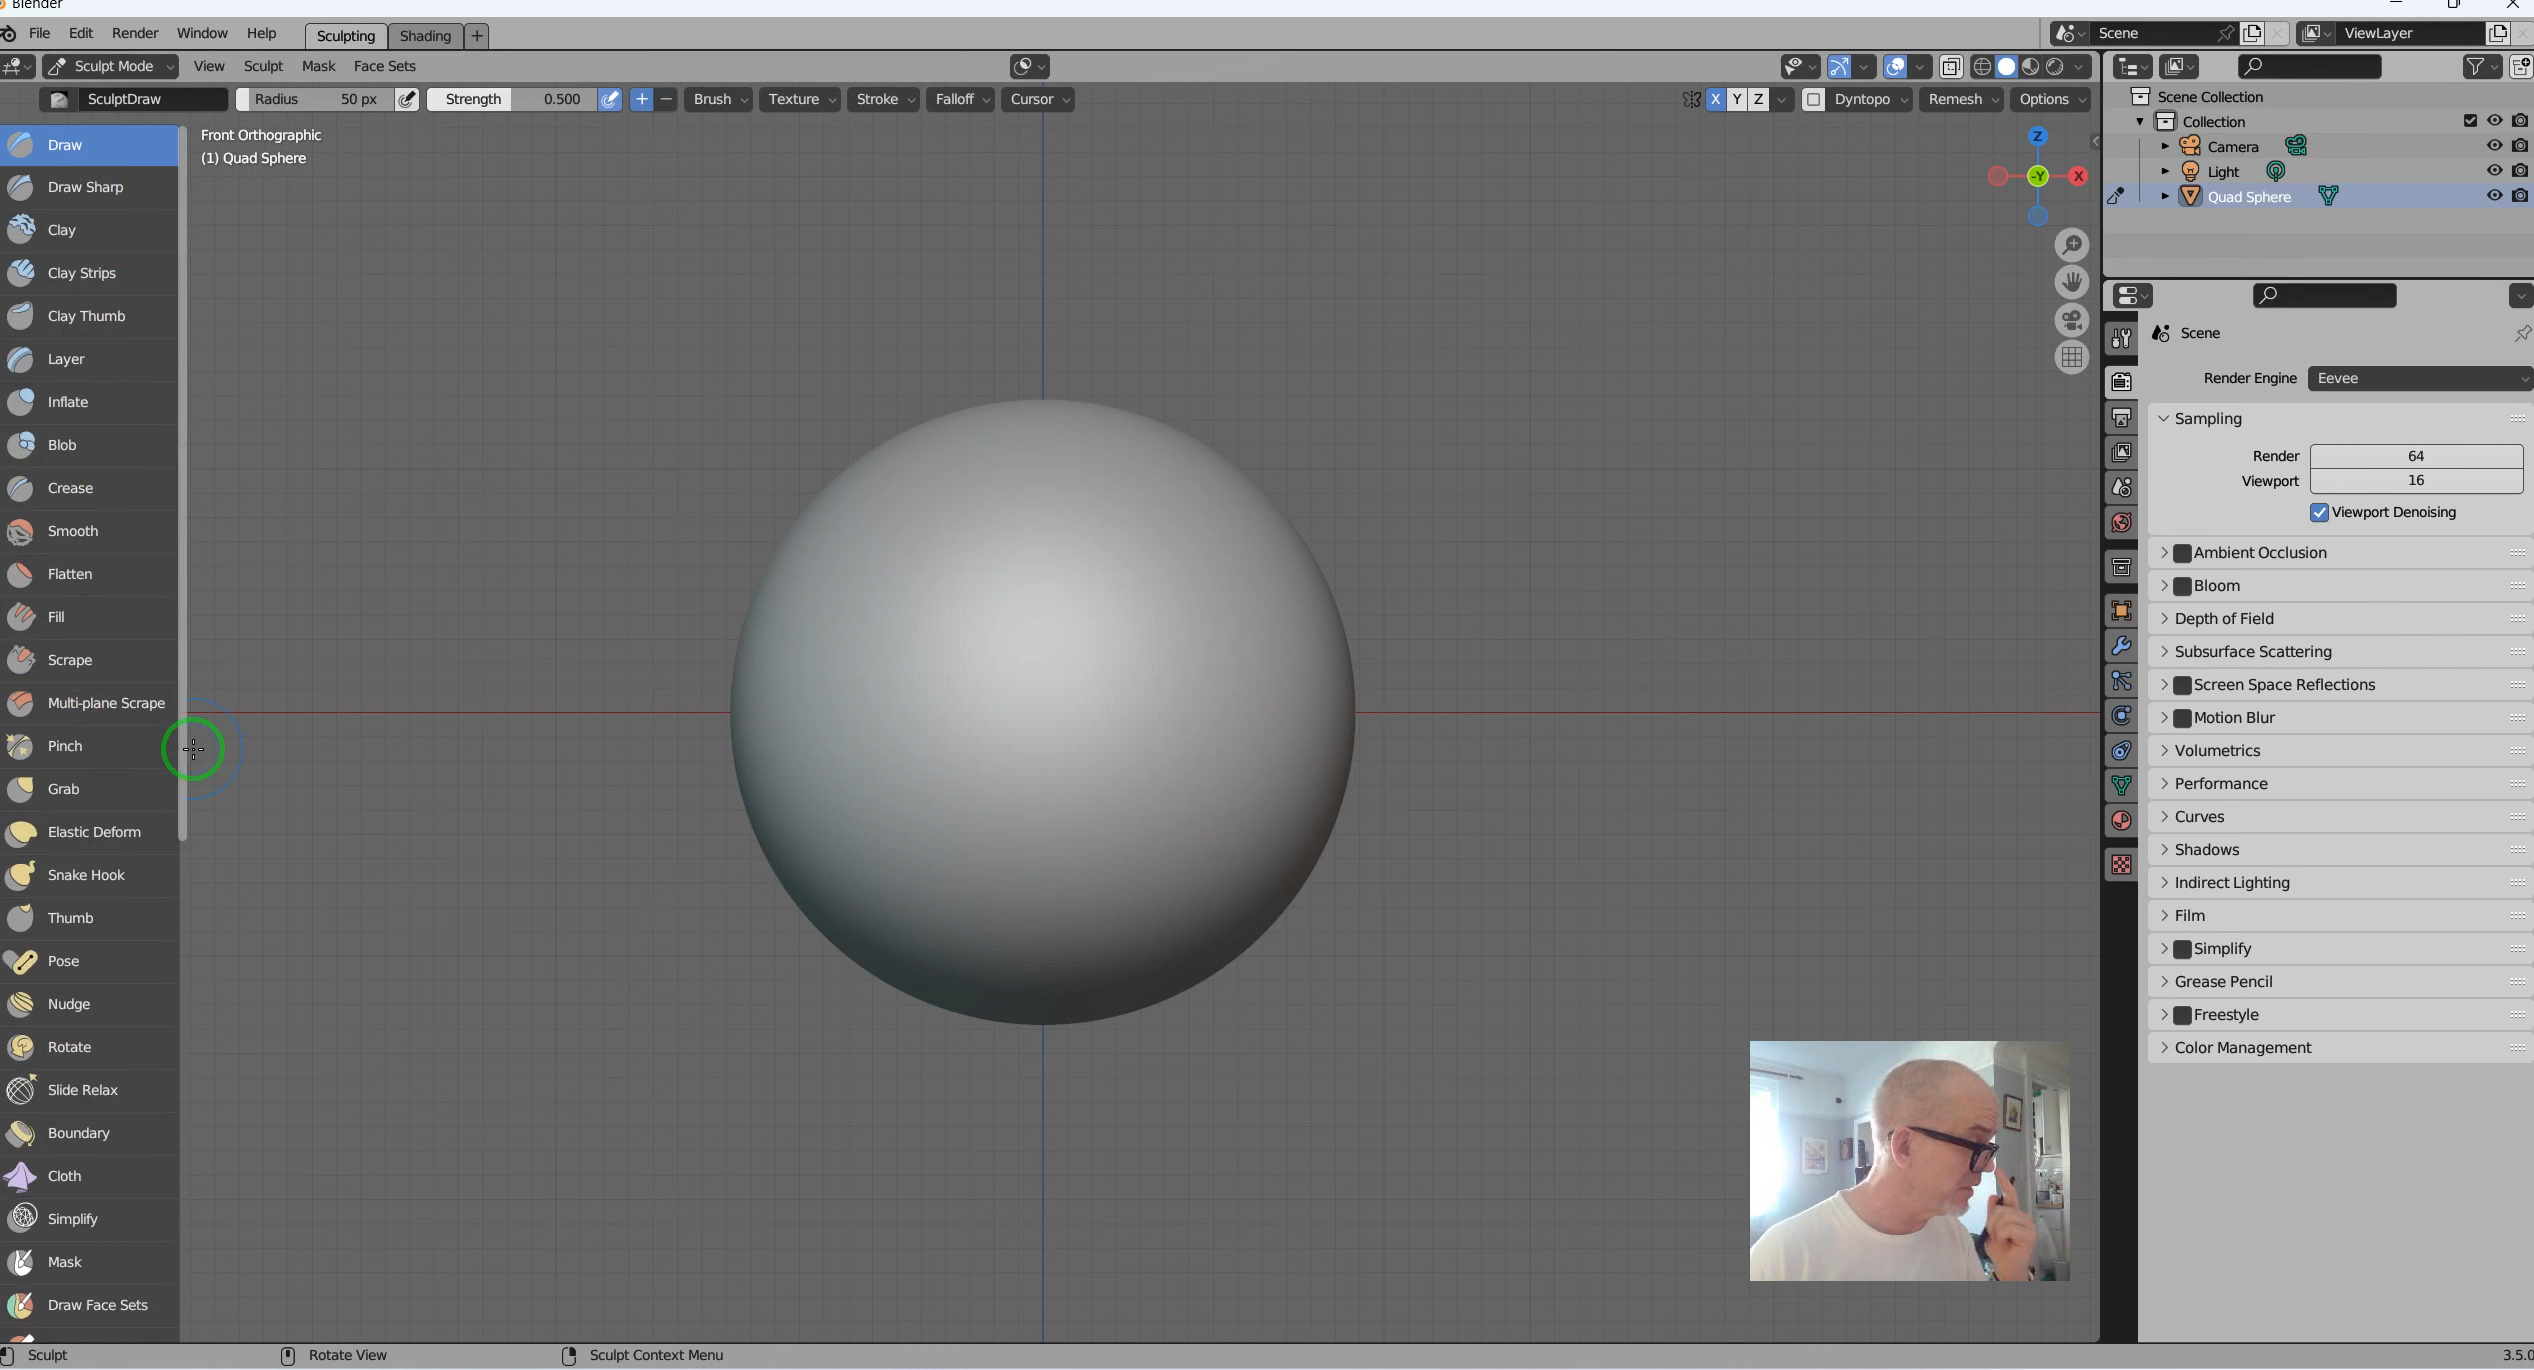 Blender
File Edit Render Window Help Sculpting Shading + Scene ViewLayer
Sculpt Mode View Sculpt Mask Face Sets
SculptDraw Radius 50 px Strength 0.500 + − Brush Texture Stroke Falloff Cursor X Y Z Dyntopo Remesh Options
Front Orthographic
(1) Quad Sphere
Draw
Draw Sharp
Clay
Clay Strips
Clay Thumb
Layer
Inflate
Blob
Crease
Smooth
Flatten
Fill
Scrape
Multi-plane Scrape
Pinch
Grab
Elastic Deform
Snake Hook
Thumb
Pose
Nudge
Rotate
Slide Relax
Boundary
Cloth
Simplify
Mask
Draw Face Sets
Z
-Y
X
Scene Collection
Collection
Camera
Light
Quad Sphere
Scene
Render Engine Eevee
Sampling
Render 64
Viewport 16
Viewport Denoising
Ambient Occlusion
Bloom
Depth of Field
Subsurface Scattering
Screen Space Reflections
Motion Blur
Volumetrics
Performance
Curves
Shadows
Indirect Lighting
Film
Simplify
Grease Pencil
Freestyle
Color Management
Sculpt Rotate View Sculpt Context Menu 3.5.0